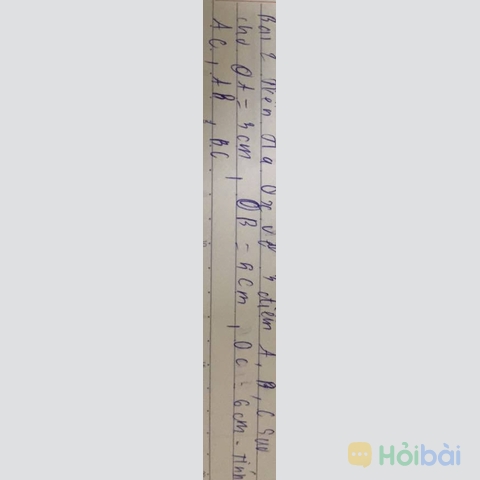 Bài 2 Trên Tia Ox vẽ 3 điểm A, B, C sao
cho OA = 3cm, OB = 5cm, OC = 6cm. Tính
AC, AB, BC
Hỏibài